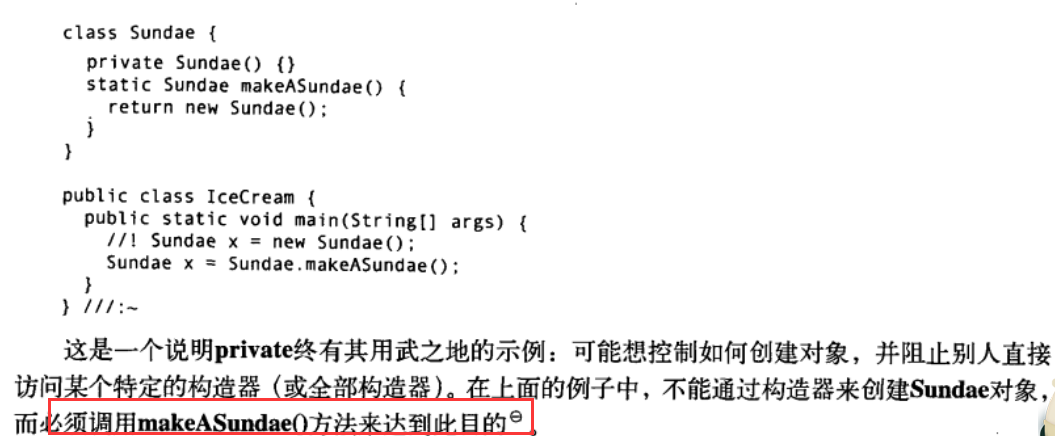 class Sundae {
private Sundae() {}
static Sundae makeASundae() {
return new Sundae();
}
}
public class IceCream {
public static void main(String[] args) {
//! Sundae x = new Sundae();
Sundae x = Sundae.makeASundae();
}
} ///:~
这是一个说明private终有其用武之地的示例：可能想控制如何创建对象，并阻止别人直接
访问某个特定的构造器（或全部构造器）。在上面的例子中，不能通过构造器来创建Sundae对象，
而必须调用makeASundae()方法来达到此目的⊖。